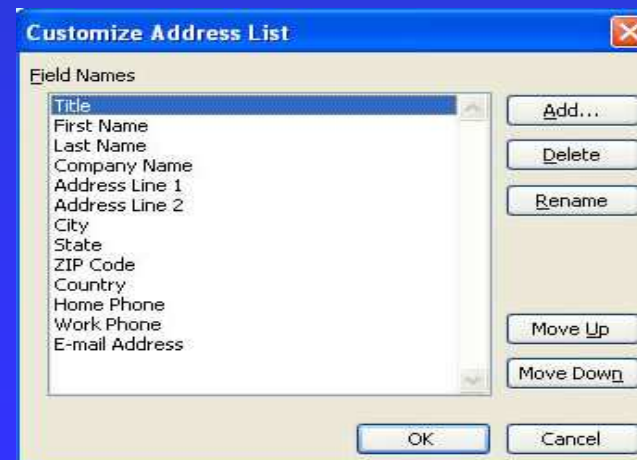 Customize Address List
Field Names
Title
First Name
Last Name
Company Name
Address Line 1
Address Line 2
City
State
ZIP Code
Country
Home Phone
Work Phone
E-mail Address
Add...
Delete
Rename
Move Up
Move Down
OK
Cancel